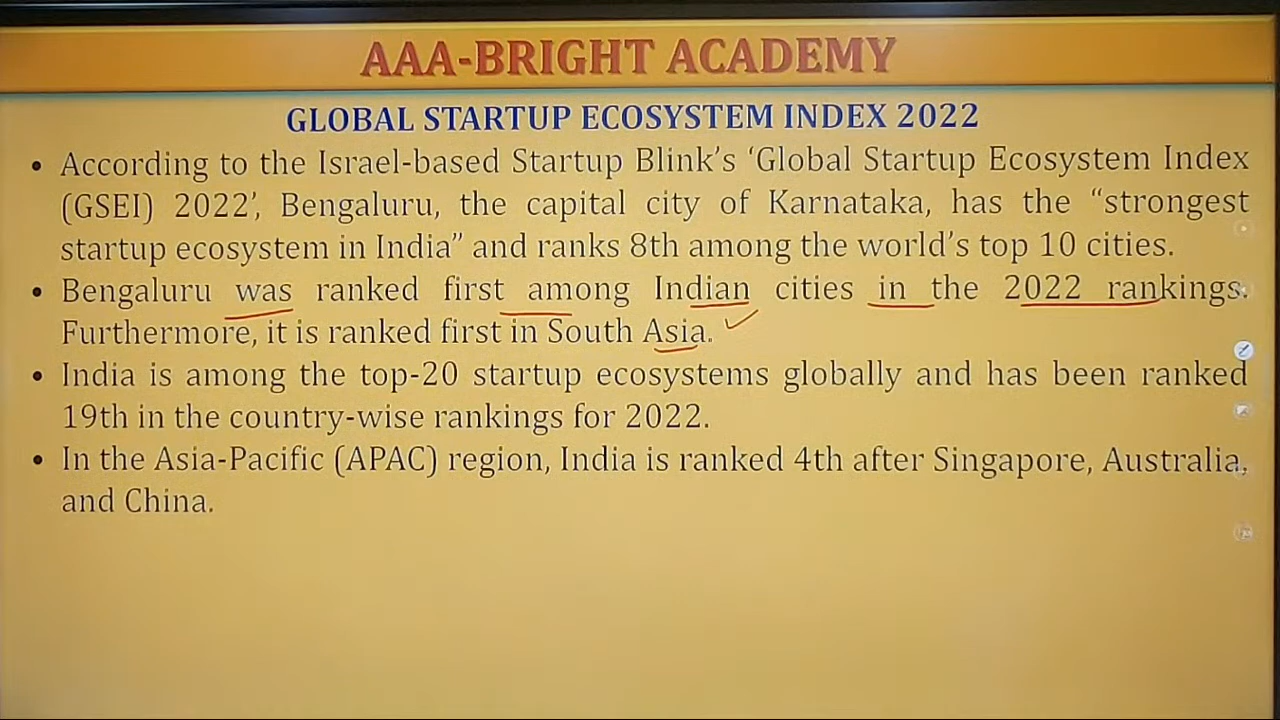 AAA-BRIGHT ACADEMY
GLOBAL STARTUP ECOSYSTEM INDEX 2022
• According to the Israel-based Startup Blink's 'Global Startup Ecosystem Index
(GSEI) 2022', Bengaluru, the capital city of Karnataka, has the "strongest
startup ecosystem in India" and ranks 8th among the world's top 10 cities.
• Bengaluru was ranked first among Indian cities in the 2022 rankings.
Furthermore, it is ranked first in South Asia.
• India is among the top-20 startup ecosystems globally and has been ranked
19th in the country-wise rankings for 2022.
• In the Asia-Pacific (APAC) region, India is ranked 4th after Singapore, Australia,
and China.